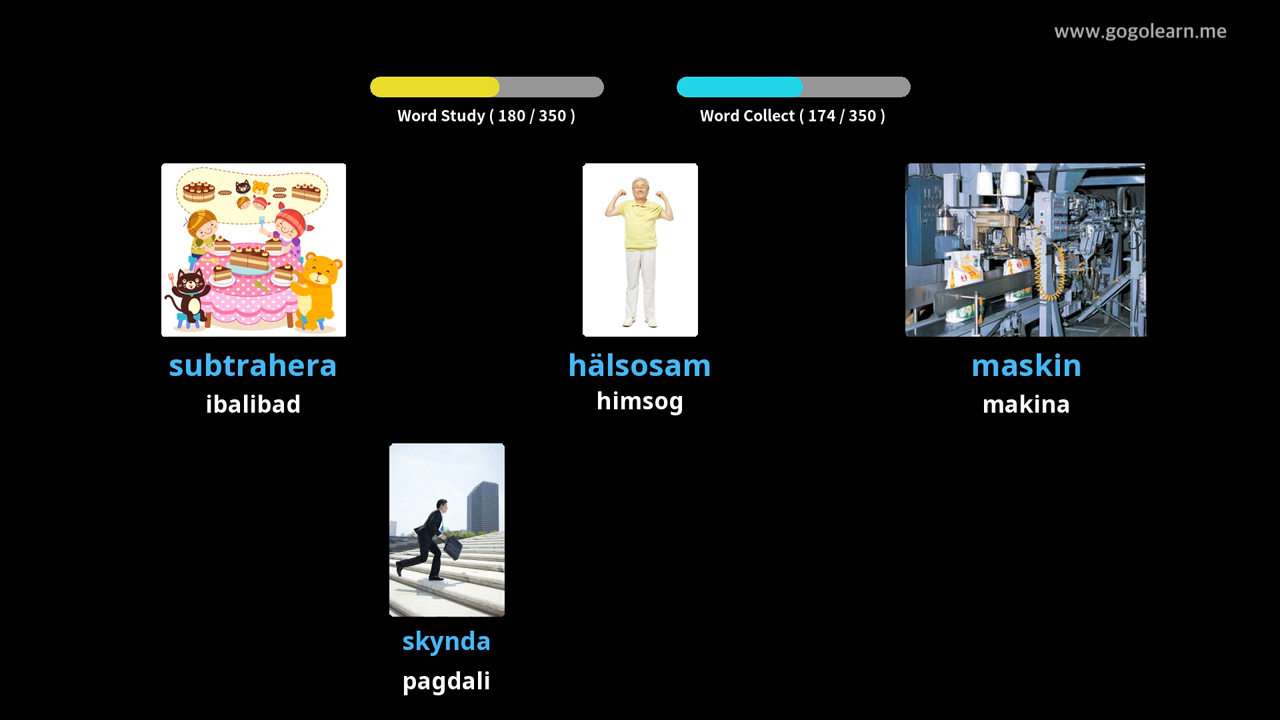 www.gogolearn.me
Word Study ( 180 / 350 )
Word Collect ( 174 / 350 )
subtrahera
hälsosam
maskin
ibalibad
himsog
makina
skynda
pagdali